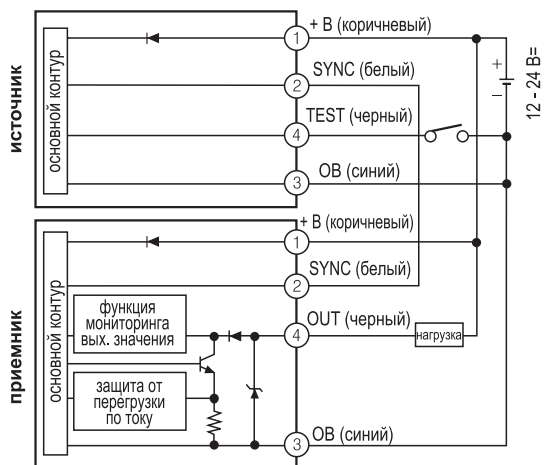 источник
основной контур
1
+ В (коричневый)
2
SYNC (белый)
4
TEST (черный)
3
ОВ (синий)
+
–
12 - 24 В=
приемник
основной контур
1
+ В (коричневый)
2
SYNC (белый)
функция
мониторинга
вых. значения
4
OUT (черный)
нагрузка
защита от
перегрузки
по току
3
ОВ (синий)